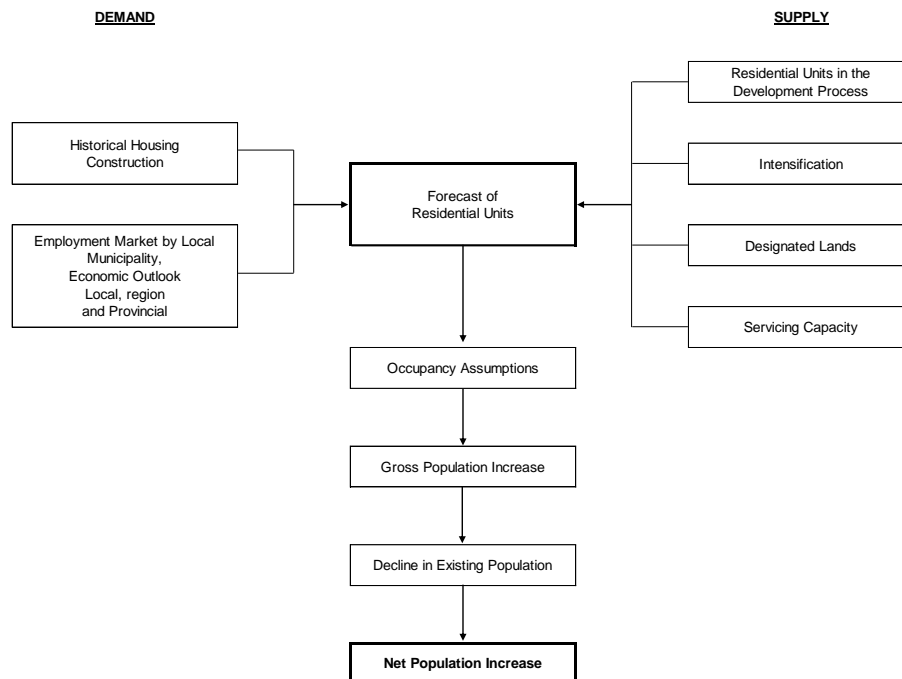 DEMAND
SUPPLY
Residential Units in the
Development Process
Historical Housing
Construction
Intensification
Forecast of
Residential Units
Employment Market by Local
Municipality,
Economic Outlook
Local, region
and Provincial
Designated Lands
Servicing Capacity
Occupancy Assumptions
Gross Population Increase
Decline in Existing Population
Net Population Increase